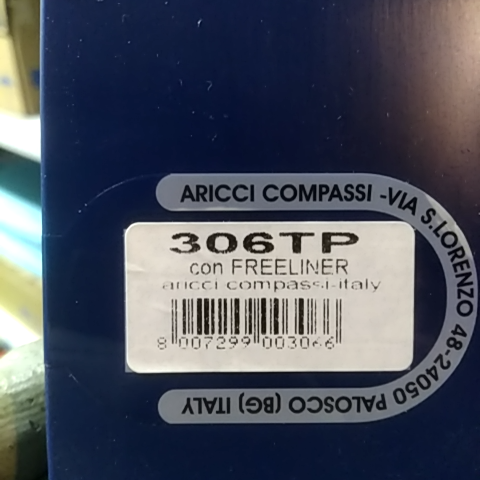 ARICCI COMPASSI -VIA S.LORENZO 48-24050 PALOSCO (BG) ITALY
306TP
con FREELINER
aricci compassi-italy
8 007299 003066